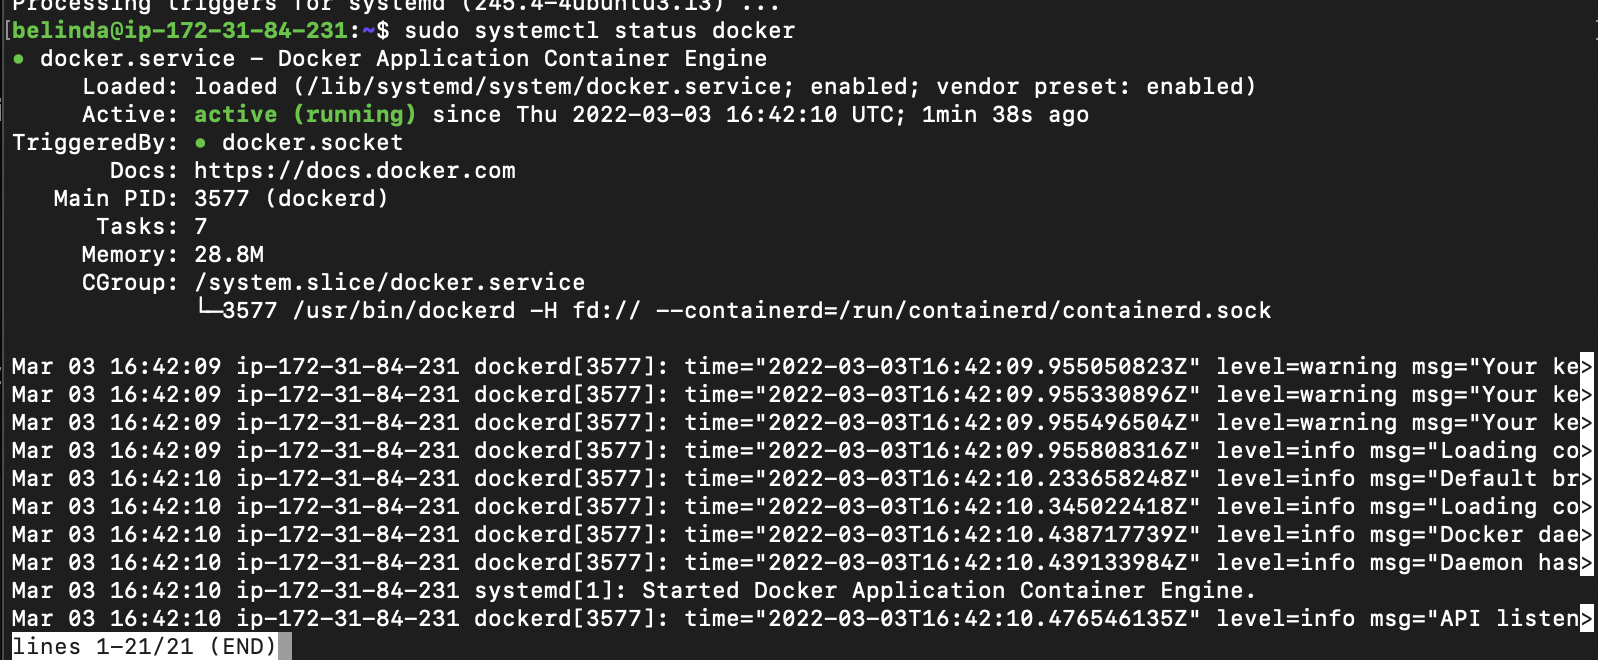 Processing triggers for systemd (245.4-4ubuntu3.13) ...
[belinda@ip-172-31-84-231:~$ sudo systemctl status docker
● docker.service – Docker Application Container Engine
     Loaded: loaded (/lib/systemd/system/docker.service; enabled; vendor preset: enabled)
     Active: active (running) since Thu 2022-03-03 16:42:10 UTC; 1min 38s ago
TriggeredBy: ● docker.socket
       Docs: https://docs.docker.com
   Main PID: 3577 (dockerd)
      Tasks: 7
     Memory: 28.8M
     CGroup: /system.slice/docker.service
             └─3577 /usr/bin/dockerd -H fd:// --containerd=/run/containerd/containerd.sock

Mar 03 16:42:09 ip-172-31-84-231 dockerd[3577]: time="2022-03-03T16:42:09.955050823Z" level=warning msg="Your ke>
Mar 03 16:42:09 ip-172-31-84-231 dockerd[3577]: time="2022-03-03T16:42:09.955330896Z" level=warning msg="Your ke>
Mar 03 16:42:09 ip-172-31-84-231 dockerd[3577]: time="2022-03-03T16:42:09.955496504Z" level=warning msg="Your ke>
Mar 03 16:42:09 ip-172-31-84-231 dockerd[3577]: time="2022-03-03T16:42:09.955808316Z" level=info msg="Loading co>
Mar 03 16:42:10 ip-172-31-84-231 dockerd[3577]: time="2022-03-03T16:42:10.233658248Z" level=info msg="Default br>
Mar 03 16:42:10 ip-172-31-84-231 dockerd[3577]: time="2022-03-03T16:42:10.345022418Z" level=info msg="Loading co>
Mar 03 16:42:10 ip-172-31-84-231 dockerd[3577]: time="2022-03-03T16:42:10.438717739Z" level=info msg="Docker dae>
Mar 03 16:42:10 ip-172-31-84-231 dockerd[3577]: time="2022-03-03T16:42:10.439133984Z" level=info msg="Daemon has>
Mar 03 16:42:10 ip-172-31-84-231 systemd[1]: Started Docker Application Container Engine.
Mar 03 16:42:10 ip-172-31-84-231 dockerd[3577]: time="2022-03-03T16:42:10.476546135Z" level=info msg="API listen>
lines 1-21/21 (END)